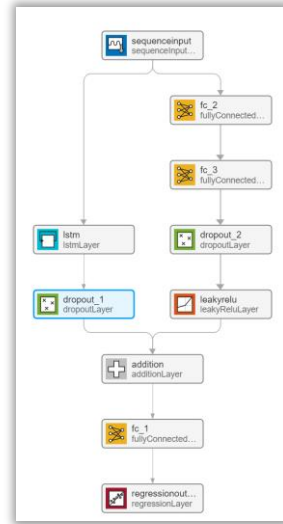 sequenceinput
sequenceinput...
fc_2
fullyConnected...
fc_3
fullyConnected...
lstm
lstmLayer
dropout_2
dropoutLayer
dropout_1
dropoutLayer
leakyrelu
leakyReluLayer
addition
additionLayer
fc_1
fullyConnected...
regressionout...
regressionLayer